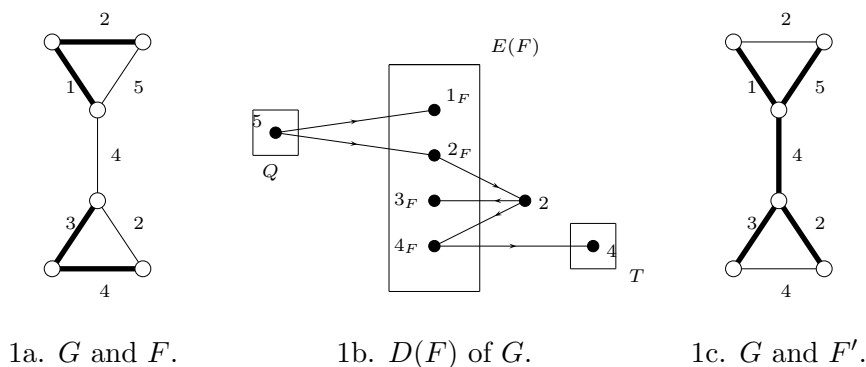 2
1
5
4
3
2
4
E(F)
5
Q
1_F
2_F
3_F
4_F
2
4
T
2
1
5
4
3
2
4
1a. G and F.
1b. D(F) of G.
1c. G and F′.